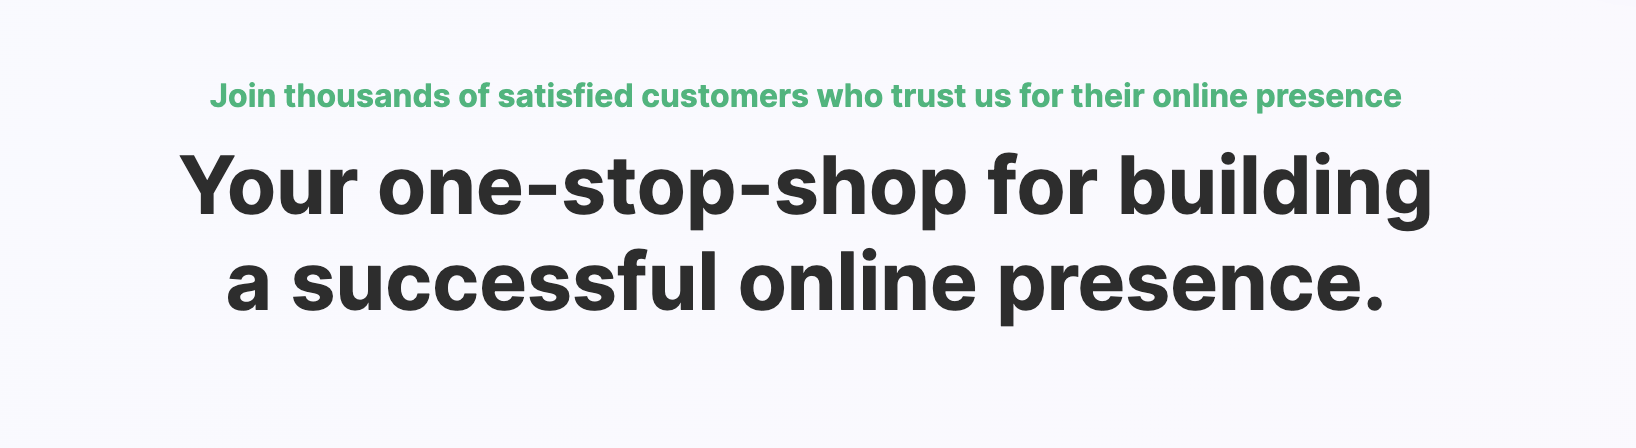 Join thousands of satisfied customers who trust us for their online presence
Your one-stop-shop for building
a successful online presence.